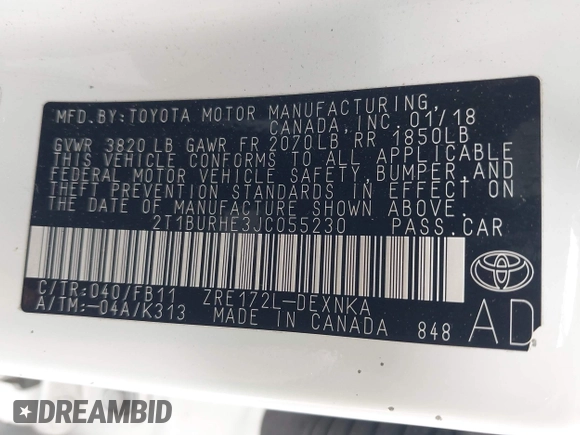 MFD.BY:TOYOTA MOTOR MANUFACTURING,
CANADA,INC. 01/18
GVWR 3820 LB GAWR FR 2070LB RR 1850LB
THIS VEHICLE CONFORMS TO ALL APPLICABLE
FEDERAL MOTOR VEHICLE SAFETY,BUMPER,AND
THEFT PREVENTION STANDARDS IN EFFECT ON
THE DATE OF MANUFACTURE SHOWN ABOVE.
2T1BURHE3JC055230 PASS.CAR
C/TR:040/FB11 ZRE172L-DEXNKA
A/TM:-04A/K313 MADE IN CANADA 848
AD
DREAMBID